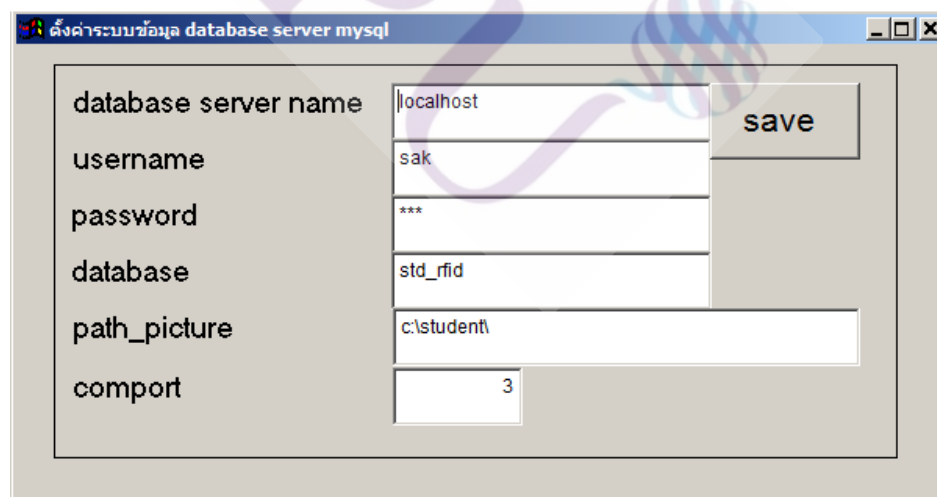 ตั้งค่าระบบข้อมูล database server mysql
database server name localhost save
username sak
password ***
database std_rfid
path_picture c:\student\
comport 3